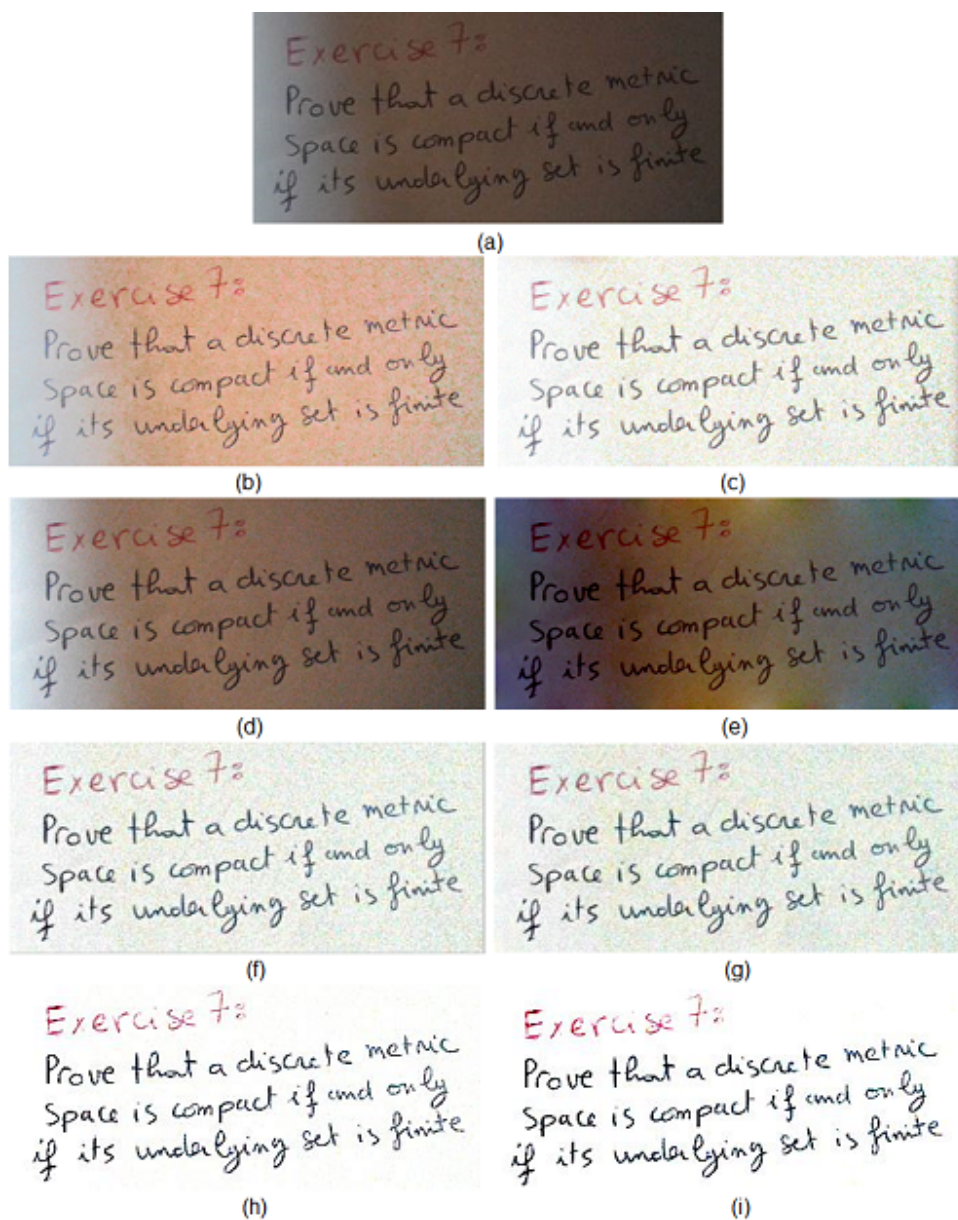 Exercise 7:
Prove that a discrete metric
Space is compact if and only
if its underlying set is finite
(a)
Exercise 7:
Prove that a discrete metric
Space is compact if and only
if its underlying set is finite
(b)
Exercise 7:
Prove that a discrete metric
Space is compact if and only
if its underlying set is finite
(c)
Exercise 7:
Prove that a discrete metric
Space is compact if and only
if its underlying set is finite
(d)
Exercise 7:
Prove that a discrete metric
Space is compact if and only
if its underlying set is finite
(e)
Exercise 7:
Prove that a discrete metric
Space is compact if and only
if its underlying set is finite
(f)
Exercise 7:
Prove that a discrete metric
Space is compact if and only
if its underlying set is finite
(g)
Exercise 7:
Prove that a discrete metric
Space is compact if and only
if its underlying set is finite
(h)
Exercise 7:
Prove that a discrete metric
Space is compact if and only
if its underlying set is finite
(i)